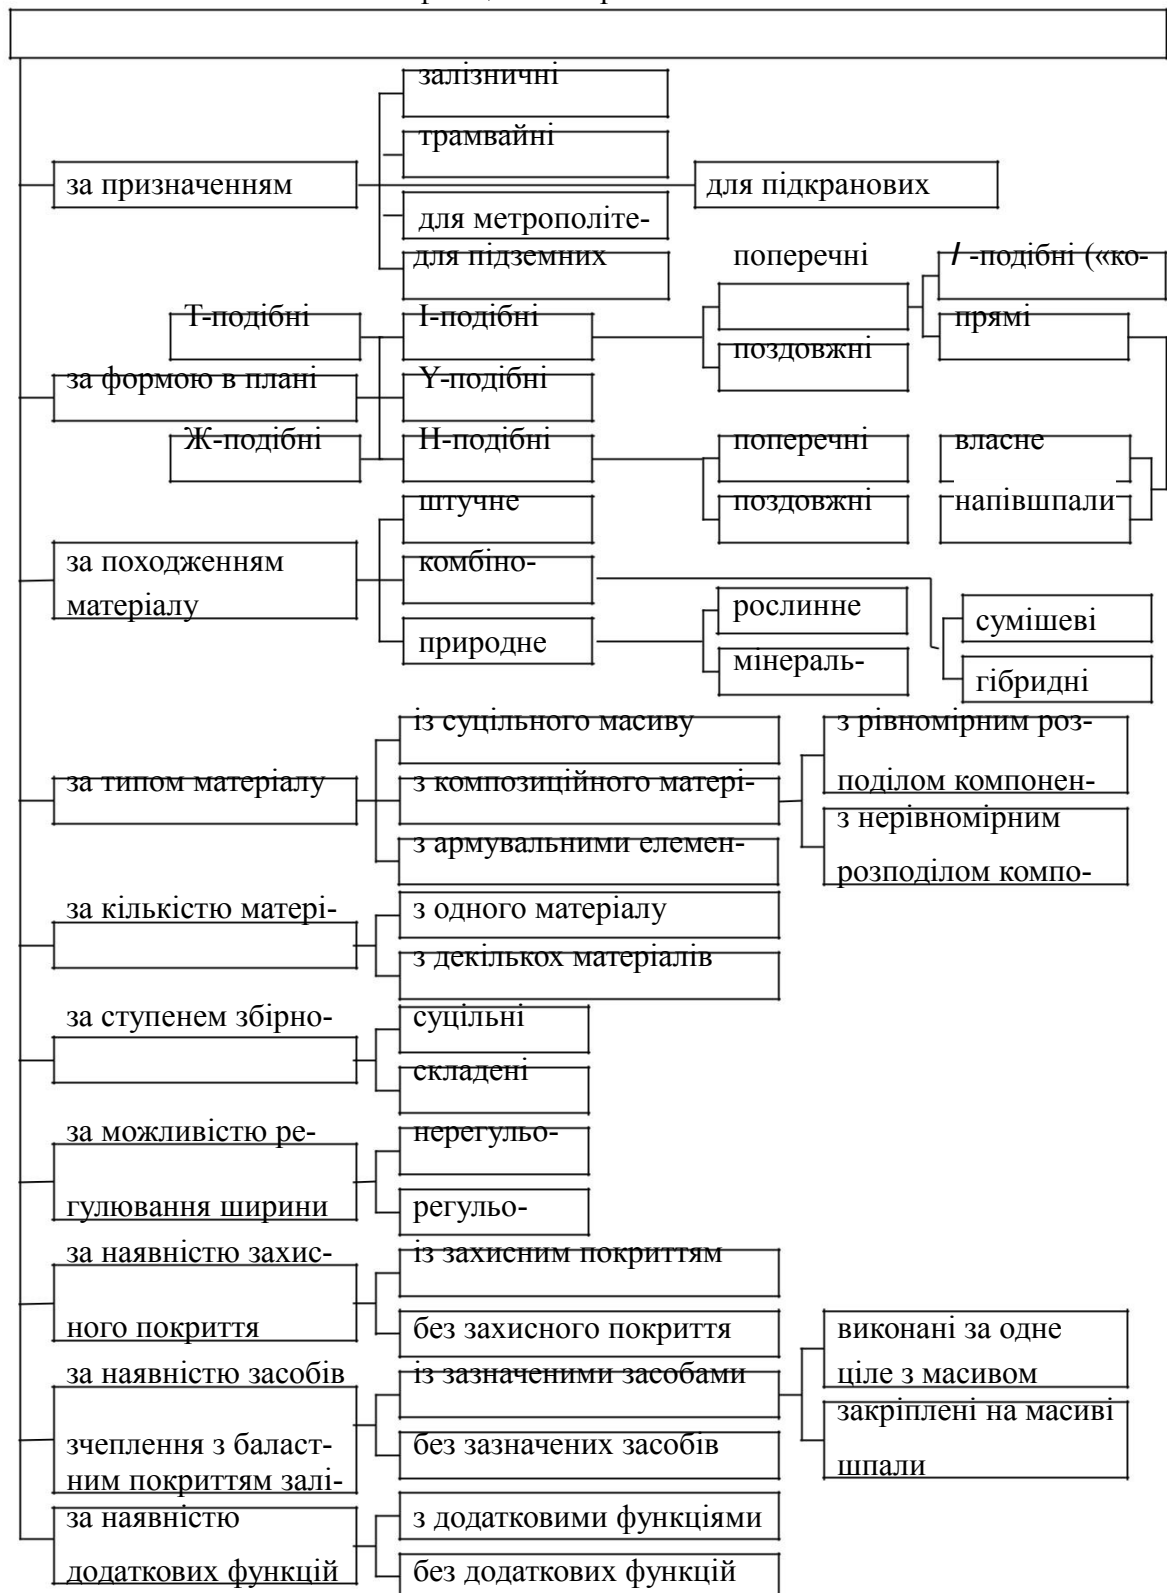 залізничні
трамвайні
за призначенням
для підкранових
для метрополіте-
для підземних
поперечні
I -подібні («ко-
Т-подібні
І-подібні
прямі
поздовжні
за формою в плані
Y-подібні
Ж-подібні
Н-подібні
поперечні
власне
штучне
поздовжні
напівшпали
за походженням
матеріалу
комбіно-
природне
рослинне
мінераль-
сумішеві
гібридні
за типом матеріалу
із суцільного масиву
з композиційного матері-
з армувальними елемен-
з рівномірним роз-
поділом компонен-
з нерівномірним
розподілом компо-
за кількістю матері-
з одного матеріалу
з декількох матеріалів
за ступенем збірно-
суцільні
складені
за можливістю ре-
гулювання ширини
нерегульо-
регульо-
за наявністю захис-
ного покриття
із захисним покриттям
без захисного покриття
за наявністю засобів
зчеплення з баласт-
ним покриттям залі-
із зазначеними засобами
без зазначених засобів
виконані за одне
ціле з масивом
закріплені на масиві
шпали
за наявністю
додаткових функцій
з додатковими функціями
без додаткових функцій